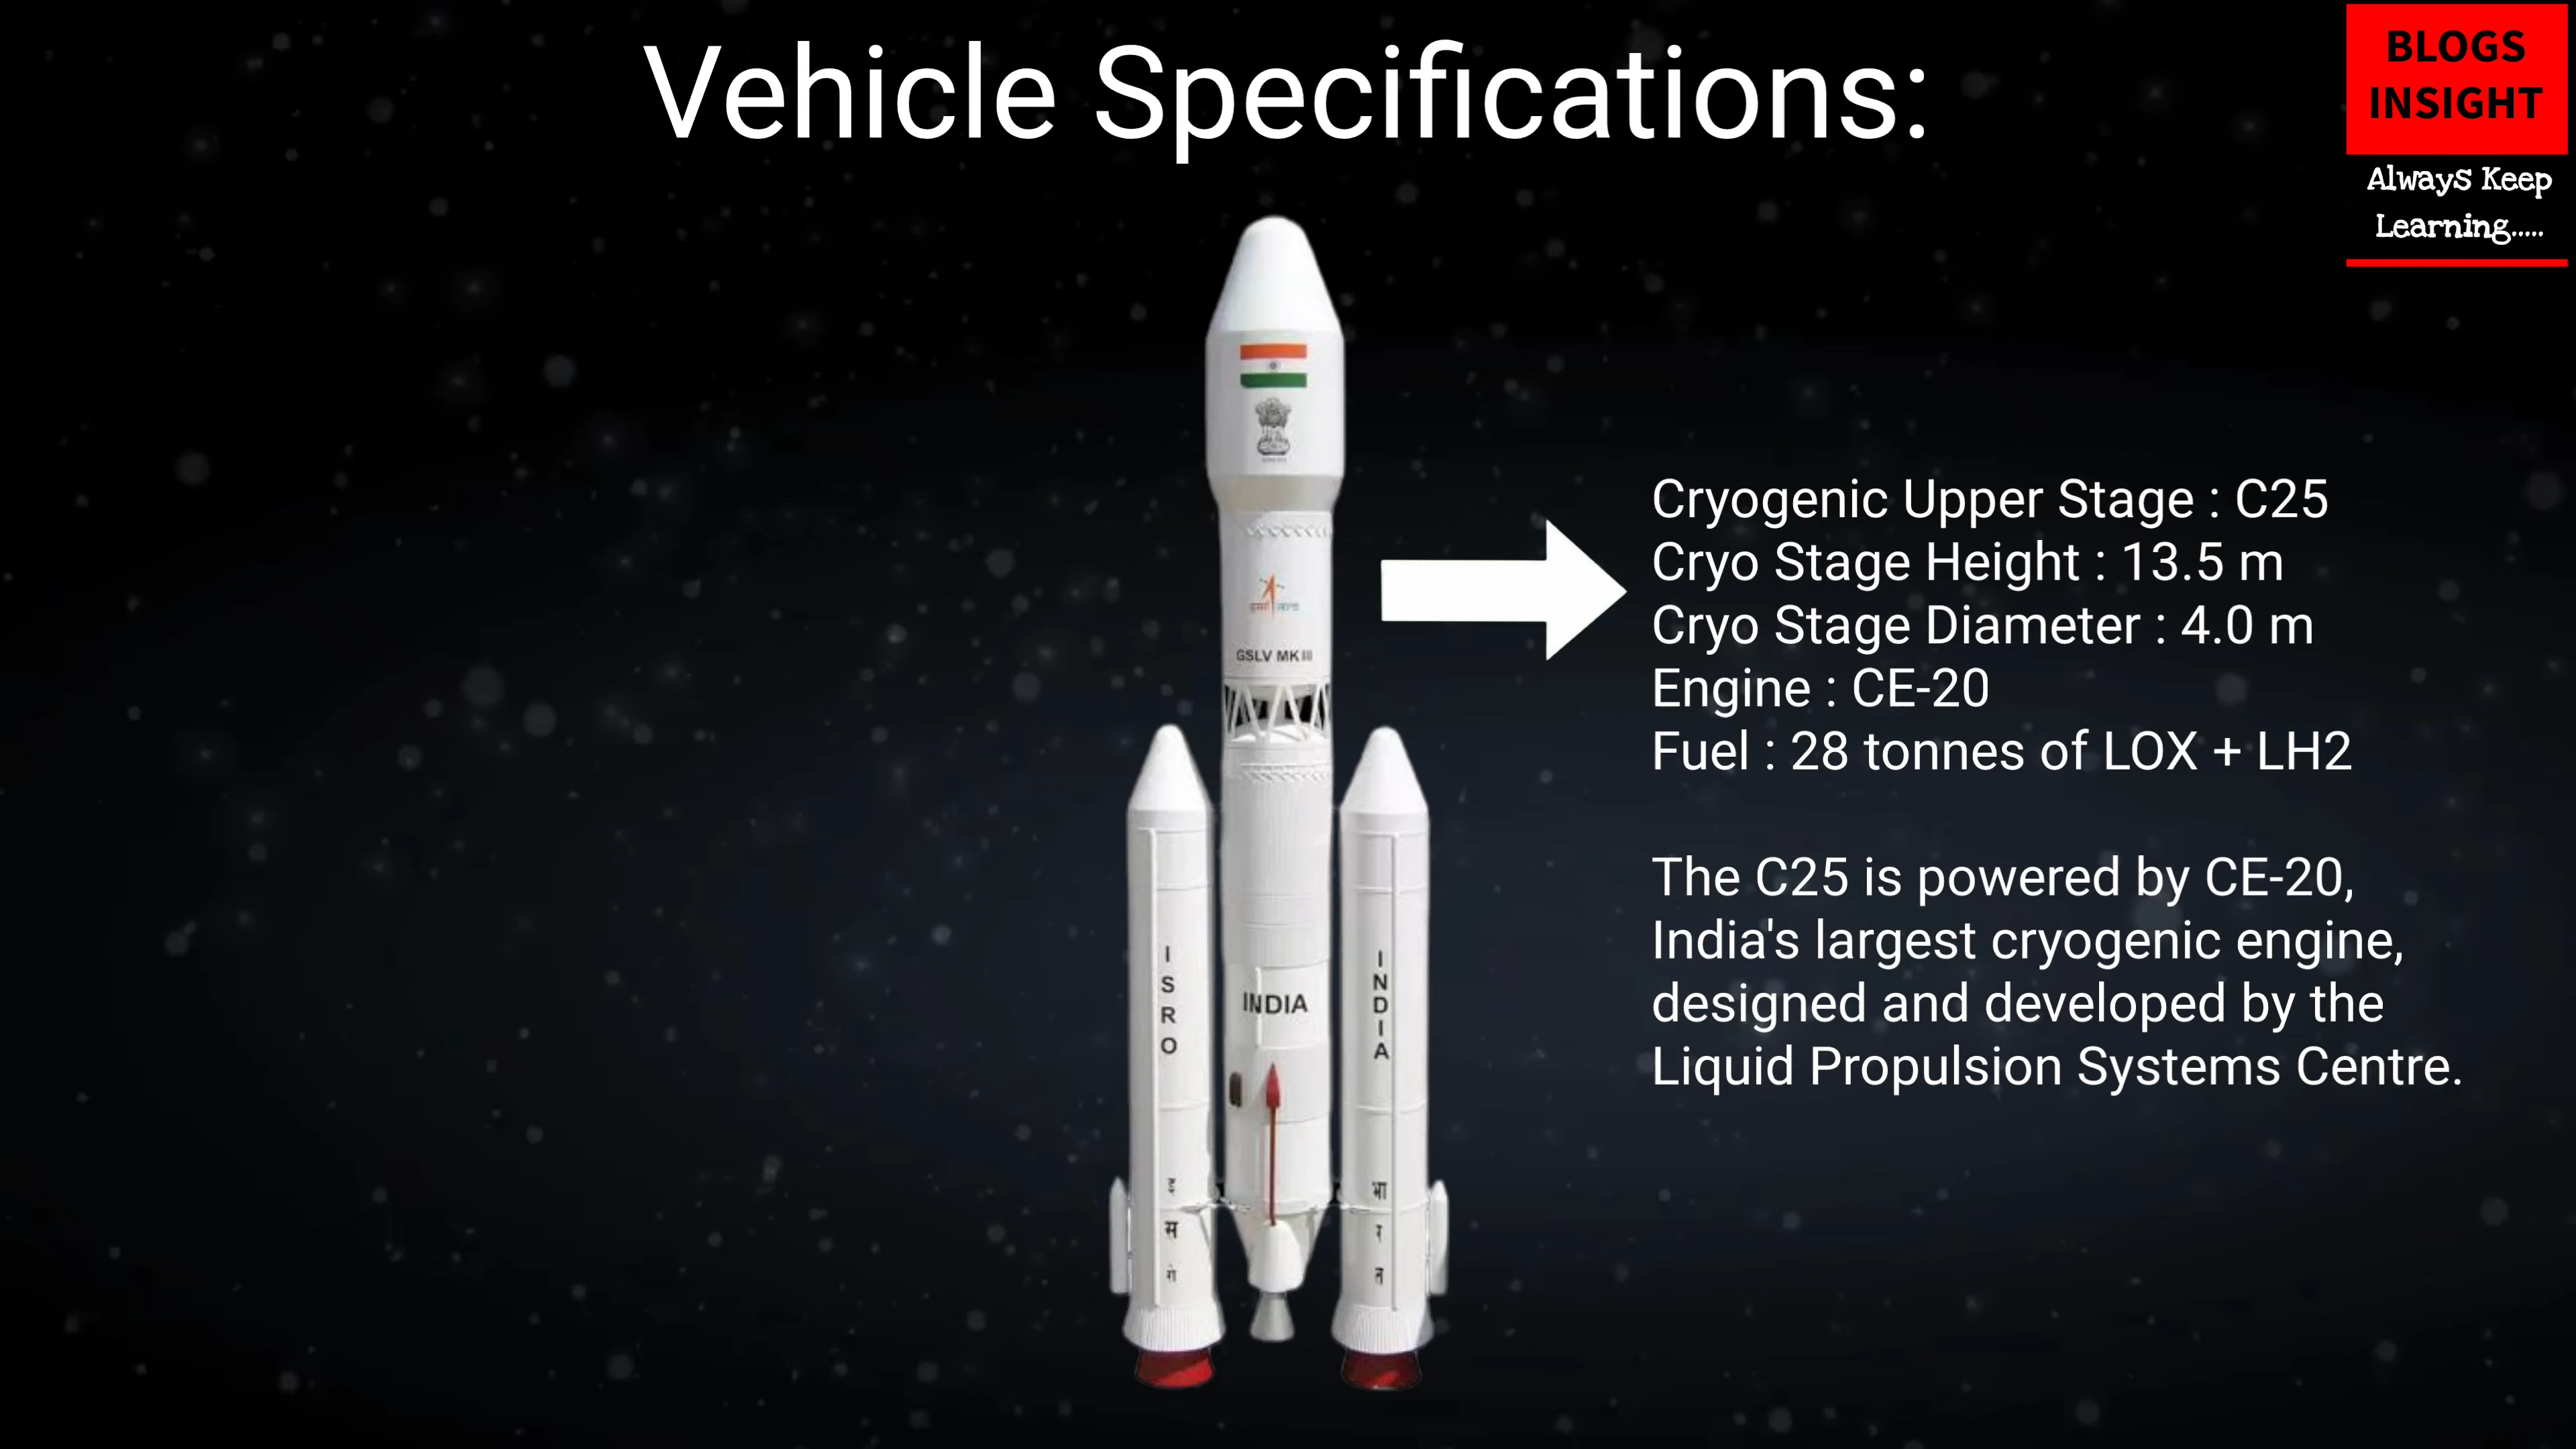 Vehicle Specifications:
BLOGS
INSIGHT
Always Keep
Learning.....
GSLV MK III
Cryogenic Upper Stage : C25
Cryo Stage Height : 13.5 m
Cryo Stage Diameter : 4.0 m
Engine : CE-20
Fuel : 28 tonnes of LOX + LH2
The C25 is powered by CE-20,
India's largest cryogenic engine,
designed and developed by the
Liquid Propulsion Systems Centre.
ISRO
INDIA
INDIA
भारत